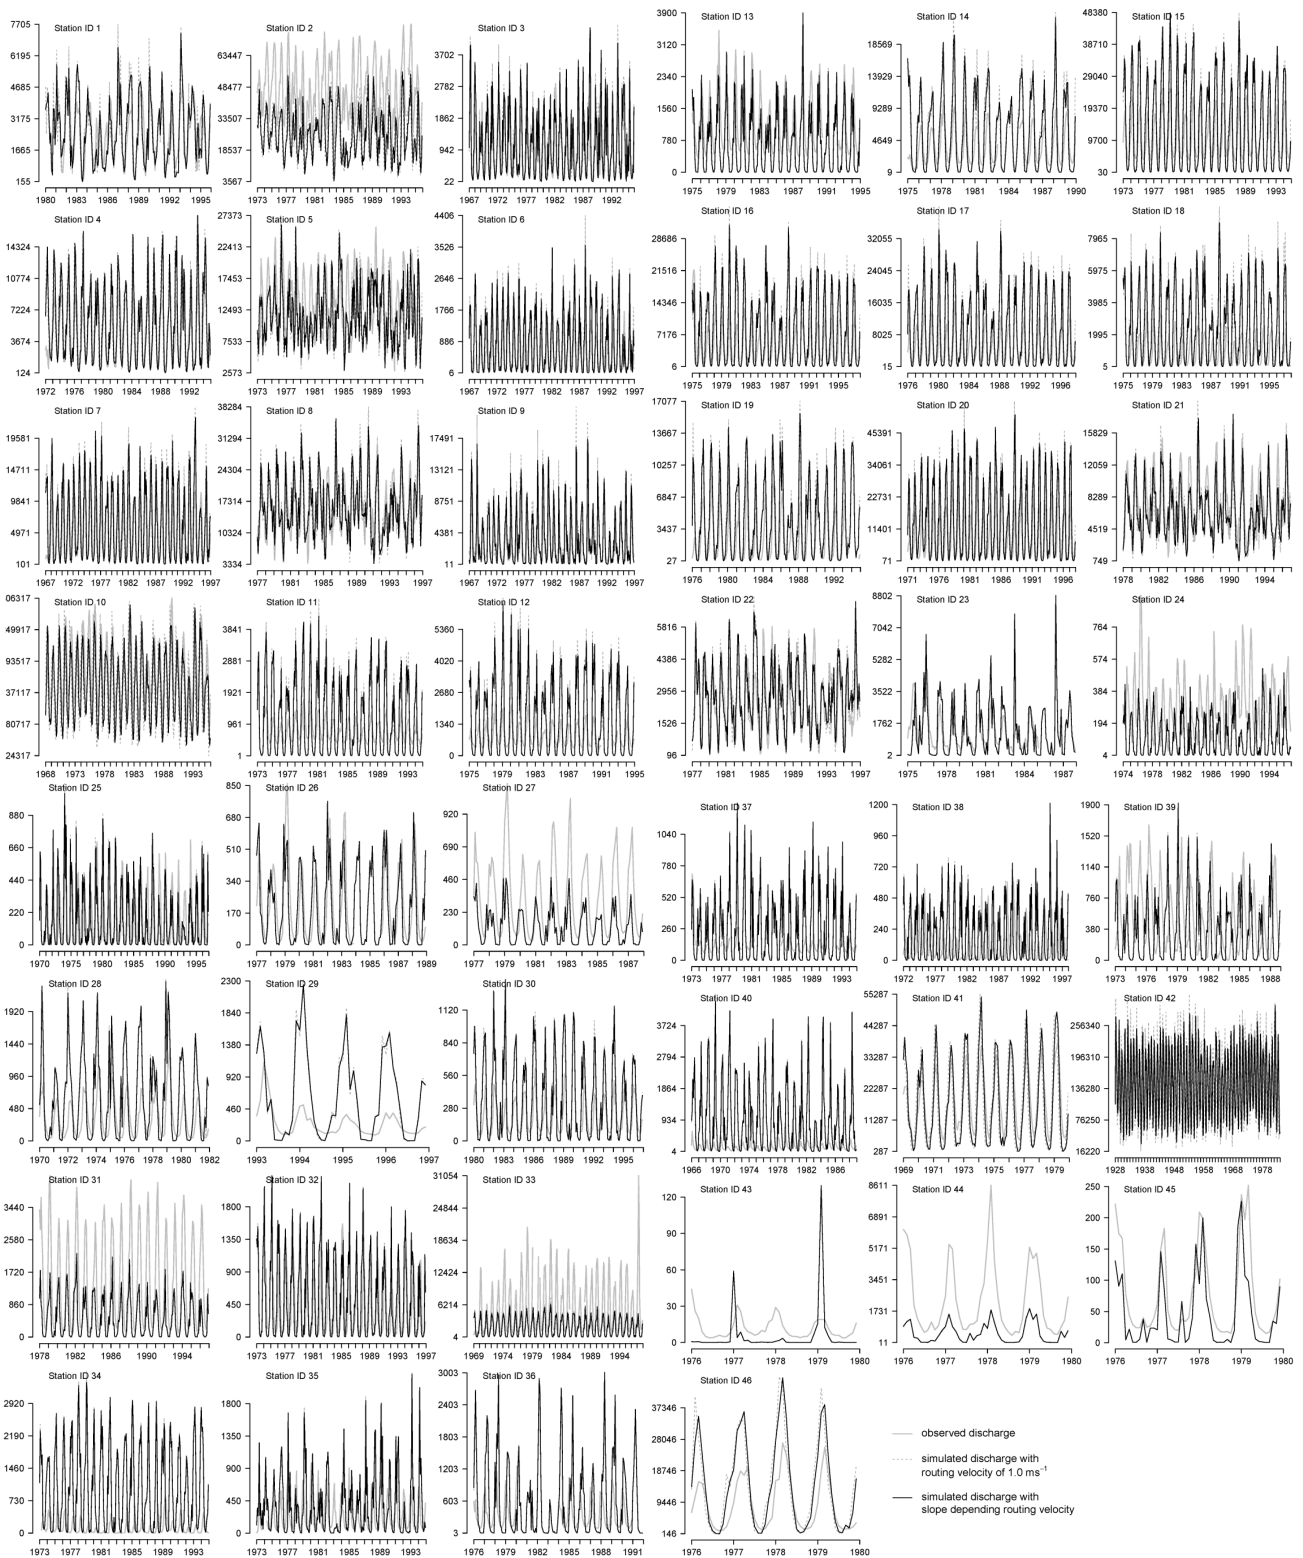 Station ID 1
7705
6195
4685
3175
1665
155
1980 1983 1986 1989 1992 1995
Station ID 2
63447
48477
33507
18537
3567
1973 1975 1977 1979 1981 1983 1985 1987 1989 1991 1993
Station ID 3
3702
2782
1862
942
22
1967 1972 1977 1982 1987 1992
Station ID 4
14324
10774
7224
3674
124
1972 1976 1980 1984 1988 1992
Station ID 5
27373
22413
17453
12493
7533
2573
1973 1977 1981 1985 1989 1993
Station ID 6
4406
3526
2646
1766
886
6
1967 1972 1977 1982 1987 1992 1997
Station ID 7
19581
14711
9841
4971
101
1967 1972 1977 1982 1987 1992 1997
Station ID 8
38284
31294
24304
17314
10324
3334
1977 1981 1985 1989 1993 1997
Station ID 9
17491
13121
8751
4381
11
1967 1972 1977 1982 1987 1992 1997
Station ID 10
06317
49917
93517
37117
80717
24317
1968 1973 1978 1983 1988 1993
Station ID 11
3841
2881
1921
961
1
1973 1977 1981 1985 1989 1993
Station ID 12
5360
4020
2680
1340
0
1975 1979 1983 1987 1991 1995
Station ID 25
880
660
440
220
0
1970 1975 1980 1985 1990 1995
Station ID 26
850
680
510
340
170
0
1977 1979 1981 1983 1985 1987 1989
Station ID 27
920
690
460
230
0
1977 1979 1981 1983 1985 1987
Station ID 28
1920
1440
960
480
0
1970 1972 1974 1976 1978 1980 1982
Station ID 29
2300
1840
1380
920
460
0
1993 1994 1995 1996 1997
Station ID 30
1120
840
560
280
0
1980 1983 1986 1989 1992 1995
Station ID 31
3440
2580
1720
860
0
1978 1982 1986 1990 1994
Station ID 32
1800
1350
900
450
0
1973 1977 1981 1985 1989 1993 1997
Station ID 33
31054
24844
18634
12424
6214
4
1969 1974 1979 1984 1989 1994
Station ID 34
2920
2190
1460
730
0
1973 1977 1981 1985 1989 1993
Station ID 35
1800
1350
900
450
0
1973 1977 1981 1985 1989 1993
Station ID 36
3003
2403
1803
1203
603
3
1976 1979 1982 1985 1988 1991
Station ID 13
3900
3120
2340
1560
780
0
1975 1979 1983 1987 1991 1995
Station ID 14
18569
13929
9289
4649
9
1975 1978 1981 1984 1987 1990
Station ID 15
48380
38710
29040
19370
9700
30
1973 1977 1981 1985 1989 1993
Station ID 16
28686
21516
14346
7176
6
1975 1979 1983 1987 1991 1995
Station ID 17
32055
24045
16035
8025
15
1976 1980 1984 1988 1992 1996
Station ID 18
7965
5975
3985
1995
5
1975 1979 1983 1987 1991 1995
Station ID 19
17077
13667
10257
6847
3437
27
1976 1980 1984 1988 1992
Station ID 20
45391
34061
22731
11401
71
1971 1976 1981 1986 1991 1996
Station ID 21
15829
12059
8289
4519
749
1978 1982 1986 1990 1994
Station ID 22
5816
4386
2956
1526
96
1977 1981 1985 1989 1993 1997
Station ID 23
8802
7042
5282
3522
1762
2
1975 1978 1981 1984 1987
Station ID 24
764
574
384
194
4
1974 1978 1982 1986 1990 1994
Station ID 37
1040
780
520
260
0
1973 1977 1981 1985 1989 1993
Station ID 38
1200
960
720
480
240
0
1972 1977 1982 1987 1992 1997
Station ID 39
1900
1520
1140
760
380
0
1973 1976 1979 1982 1985 1988
Station ID 40
3724
2794
1864
934
4
1966 1970 1974 1978 1982 1986
Station ID 41
55287
44287
33287
22287
11287
287
1969 1971 1973 1975 1977 1979
Station ID 42
256340
196310
136280
76250
16220
1928 1938 1948 1958 1968 1978
Station ID 43
120
90
60
30
0
1976 1977 1978 1979 1980
Station ID 44
8611
6891
5171
3451
1731
11
1976 1977 1978 1979 1980
Station ID 45
250
200
150
100
50
0
1976 1977 1978 1979 1980
Station ID 46
37346
28046
18746
9446
146
1976 1977 1978 1979 1980
observed discharge
simulated discharge with
routing velocity of 1.0 ms⁻¹
simulated discharge with
slope depending routing velocity